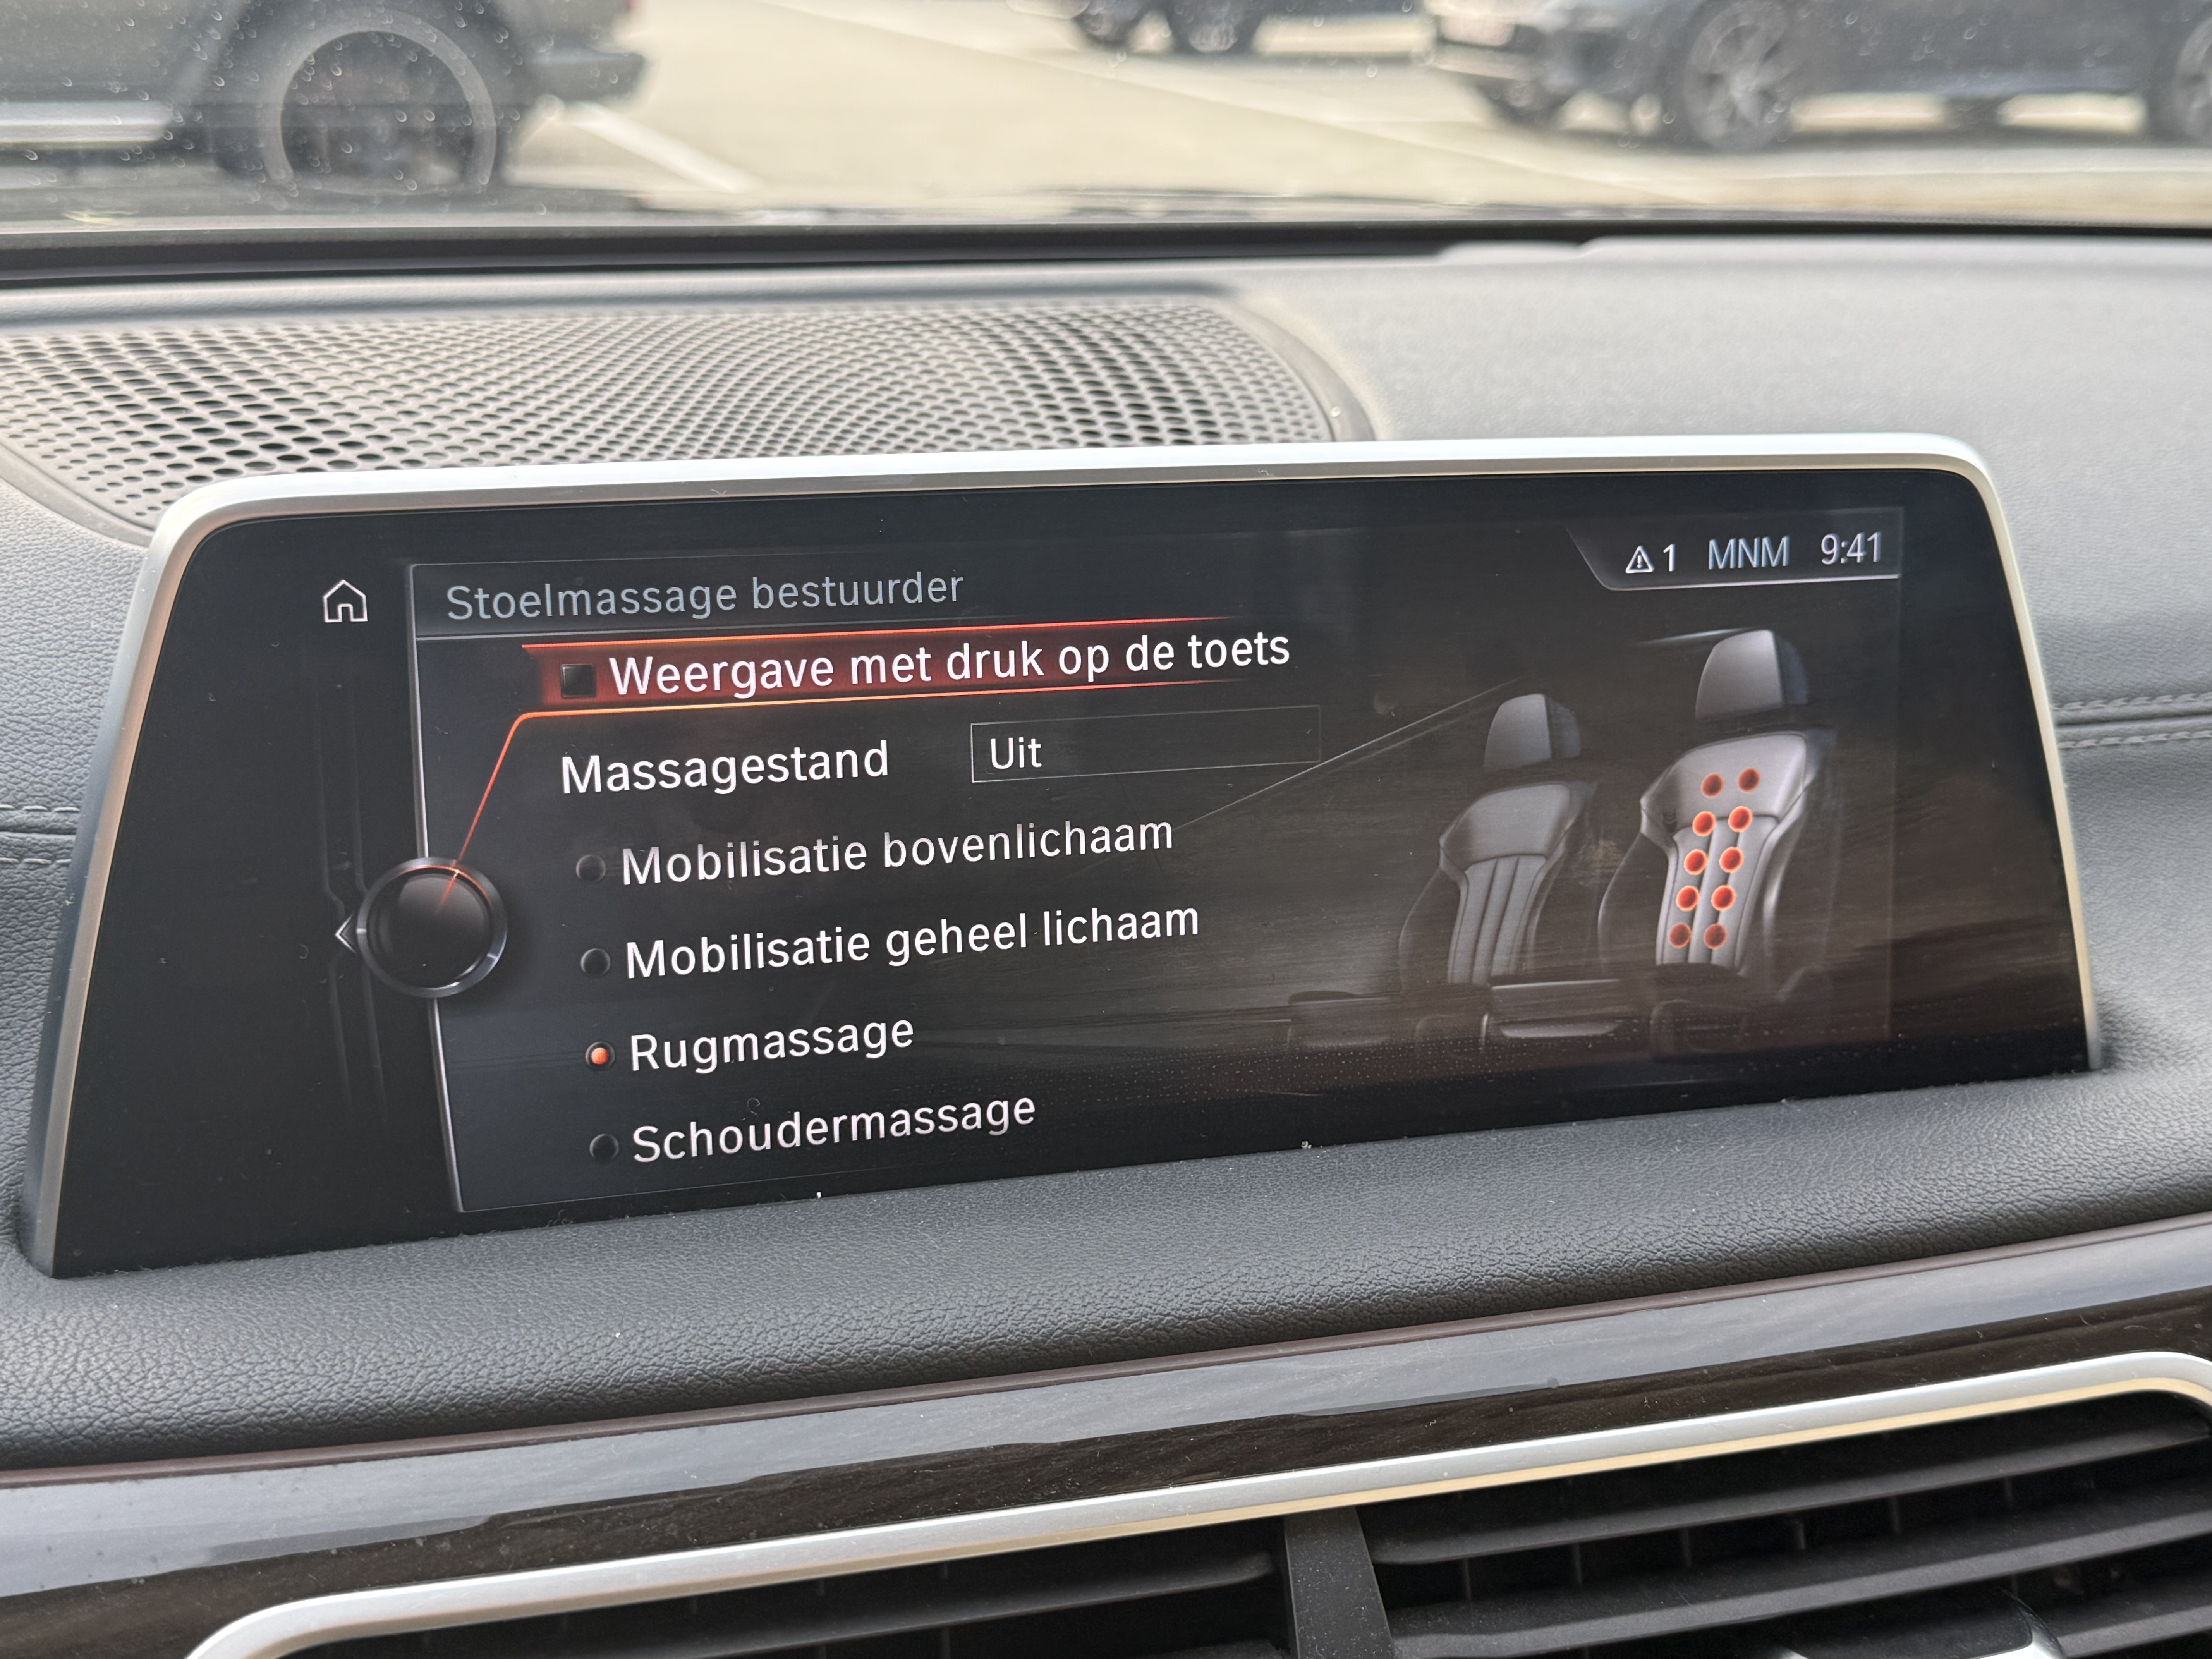 1 MNM 9:41
Stoelmassage bestuurder
Weergave met druk op de toets
Massagestand Uit
Mobilisatie bovenlichaam
Mobilisatie geheel lichaam
Rugmassage
Schoudermassage